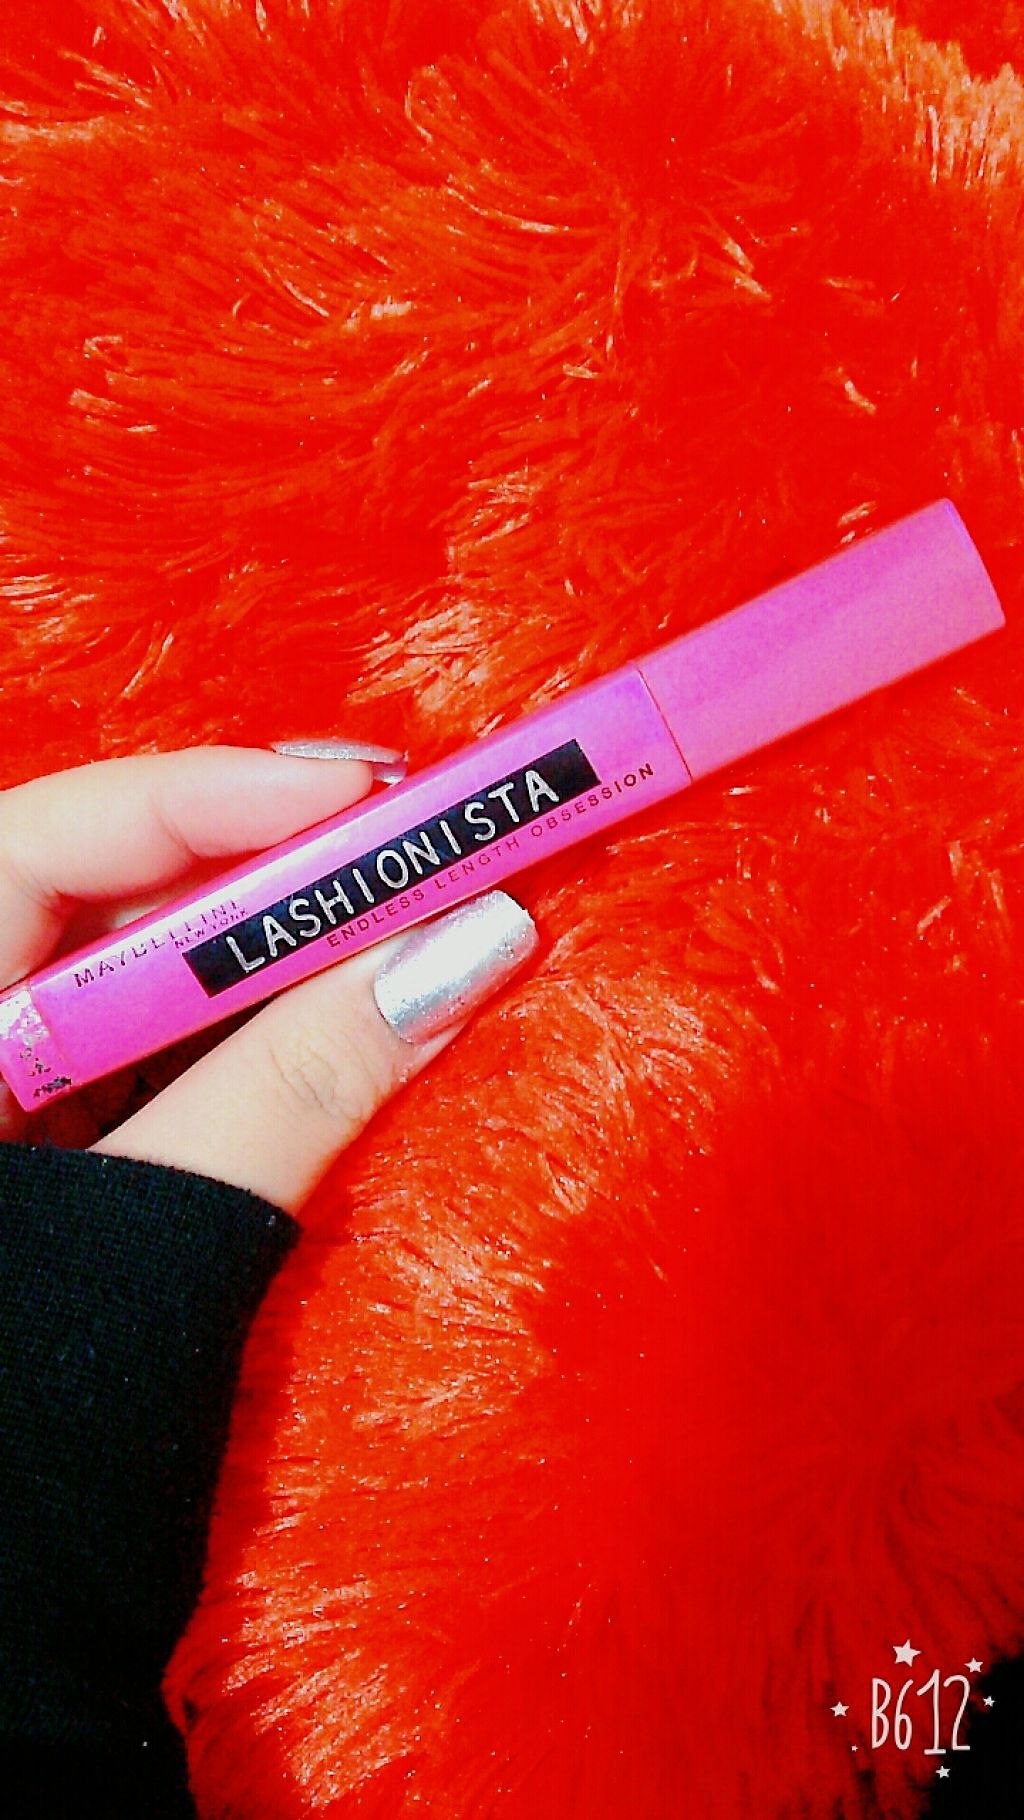 MAYBELLINE
NEW YORK
LASHIONISTA
ENDLESS LENGTH OBSESSION
B612